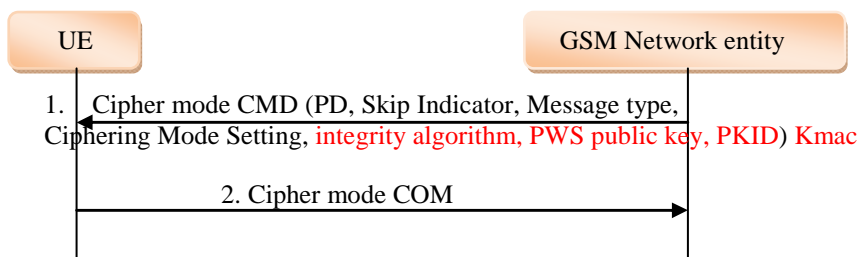 UE
GSM Network entity
1. Cipher mode CMD (PD, Skip Indicator, Message type,
Ciphering Mode Setting, integrity algorithm, PWS public key, PKID) Kmac
2. Cipher mode COM